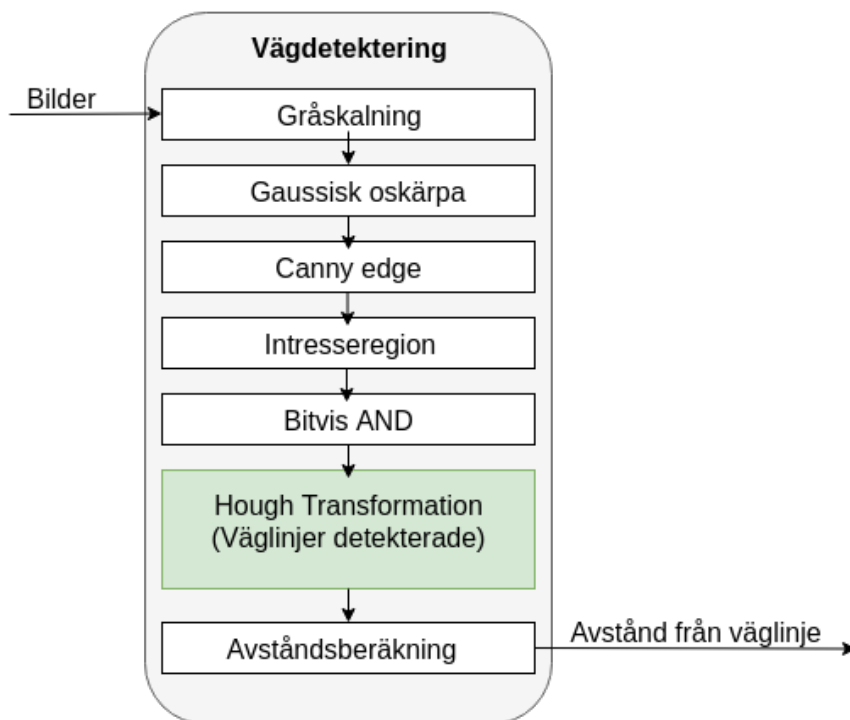 Vägdetektering
Bilder
Gråskalning
Gaussisk oskärpa
Canny edge
Intresseregion
Bitvis AND
Hough Transformation
(Väglinjer detekterade)
Avståndsberäkning
Avstånd från väglinje